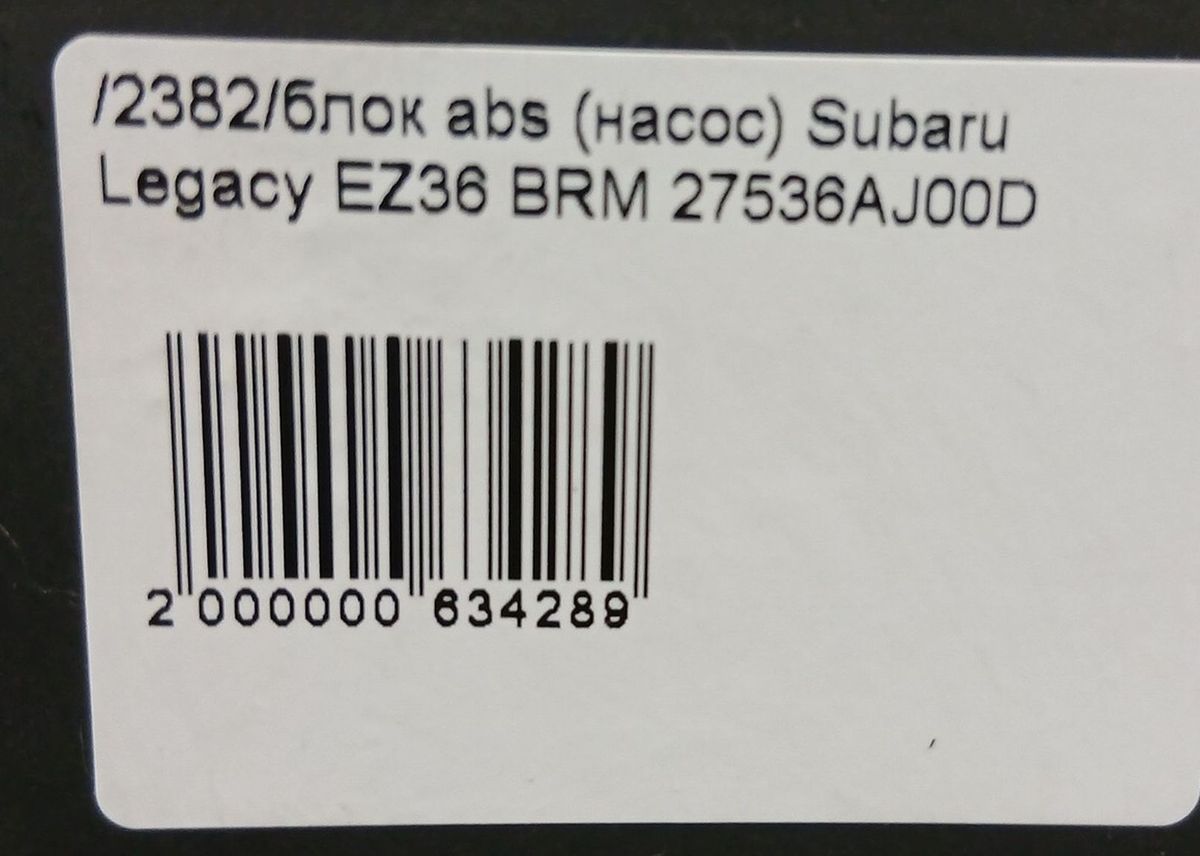 /2382/блок abs (насос) Subaru
Legacy EZ36 BRM 27536AJ00D
2 000000 634289